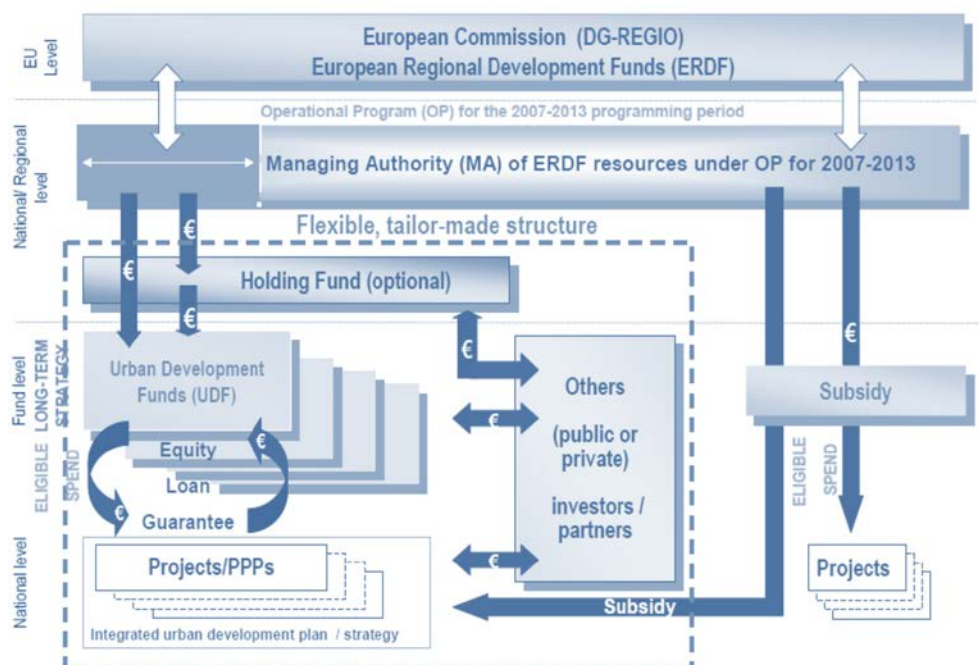 EU
Level
European Commission (DG-REGIO)
European Regional Development Funds (ERDF)
Operational Program (OP) for the 2007-2013 programming period
National/ Regional
level
Managing Authority (MA) of ERDF resources under OP for 2007-2013
Flexible, tailor-made structure
€
€
Holding Fund (optional)
€
€
€
Fund level
LONG-TERM
STRATEGY
Urban Development
Funds (UDF)
Others
(public or
private)
investors /
partners
Subsidy
€
€
Equity
Loan
Guarantee
€
ELIGIBLE
SPEND
ELIGIBLE
SPEND
National level
Projects/PPPs
€
Projects
Subsidy
Integrated urban development plan / strategy